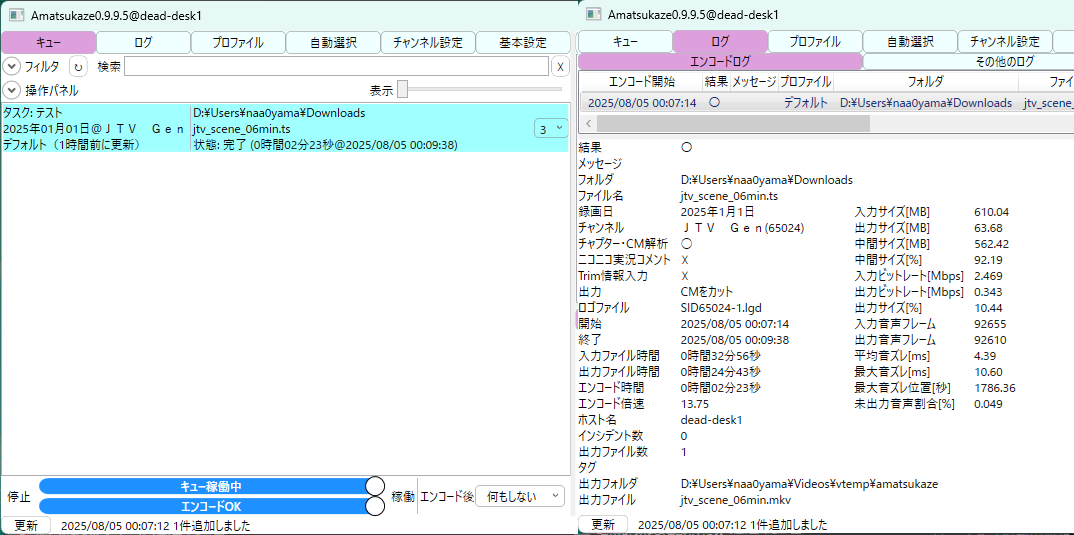 Amatsukaze0.9.9.5@dead-desk1
キュー ログ プロファイル 自動選択 チャンネル設定 基本設定
フィルタ ↻ 検索 X
操作パネル 表示
タスク: テスト D:¥Users¥naa0yama¥Downloads
2025年01月01日@ＪＴＶ　Ｇｅｎ jtv_scene_06min.ts 3
デフォルト（1時間前に更新） 状態: 完了 (0時間02分23秒@2025/08/05 00:09:38)
停止 キュー稼働中 エンコードOK 稼働 エンコード後 何もしない
更新 2025/08/05 00:07:12 1件追加しました
Amatsukaze0.9.9.5@dead-desk1
キュー ログ プロファイル 自動選択 チャンネル設定
エンコードログ その他のログ
エンコード開始 結果 メッセージ プロファイル フォルダ ファイ
2025/08/05 00:07:14 〇 デフォルト D:¥Users¥naa0yama¥Downloads jtv_scene_
結果 〇
メッセージ
フォルダ D:¥Users¥naa0yama¥Downloads
ファイル名 jtv_scene_06min.ts
録画日 2025年1月1日 入力サイズ[MB] 610.04
チャンネル ＪＴＶ　Ｇｅｎ(65024) 出力サイズ[MB] 63.68
チャプター・CM解析 〇 中間サイズ[MB] 562.42
ニコニコ実況コメント ☓ 中間サイズ[%] 92.19
Trim情報入力 ☓ 入力ビットレート[Mbps] 2.469
出力 CMをカット 出力ビットレート[Mbps] 0.343
ロゴファイル SID65024-1.lgd 出力サイズ[%] 10.44
開始 2025/08/05 00:07:14 入力音声フレーム 92655
終了 2025/08/05 00:09:38 出力音声フレーム 92610
入力ファイル時間 0時間32分56秒 平均音ズレ[ms] 4.39
出力ファイル時間 0時間24分43秒 最大音ズレ[ms] 10.60
エンコード時間 0時間02分23秒 最大音ズレ位置[秒] 1786.36
エンコード倍速 13.75 未出力音声割合[%] 0.049
ホスト名 dead-desk1
インシデント数 0
出力ファイル数 1
タグ
出力フォルダ D:¥Users¥naa0yama¥Videos¥vtemp¥amatsukaze
出力ファイル jtv_scene_06min.mkv
更新 2025/08/05 00:07:12 1件追加しました